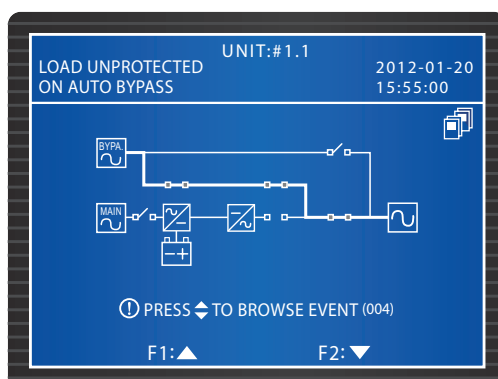 UNIT:#1.1
LOAD UNPROTECTED
ON AUTO BYPASS
2012-01-20
15:55:00
BYPA.
MAIN
PRESS TO BROWSE EVENT (004)
F1:
F2: